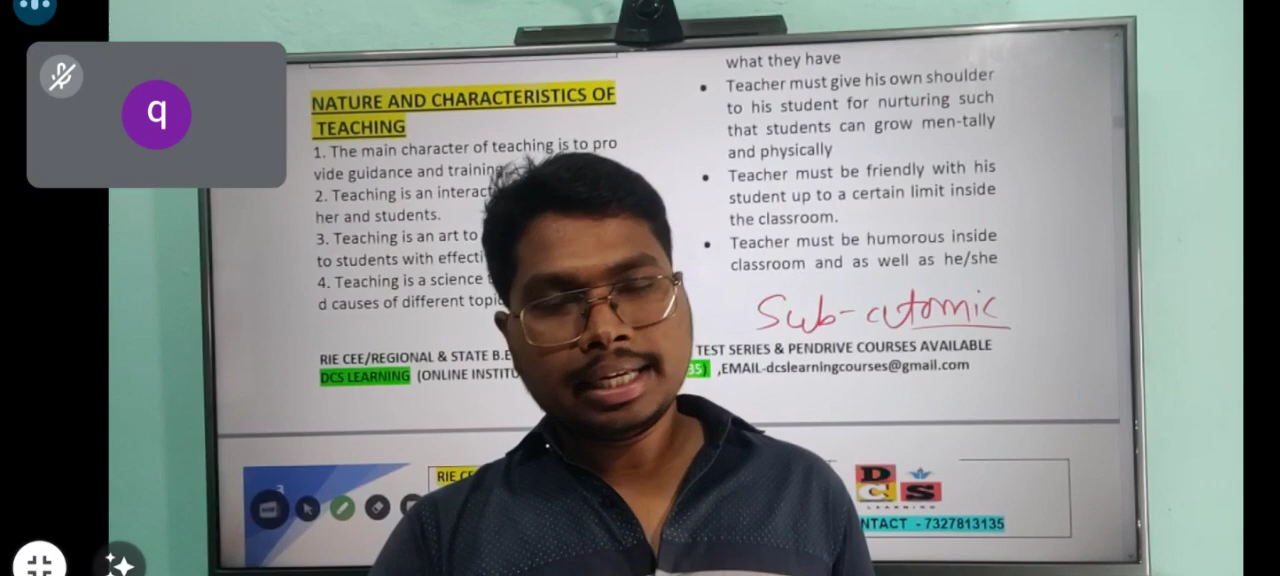 q
NATURE AND CHARACTERISTICS OF
TEACHING
1. The main character of teaching is to pro
vide guidance and training
2. Teaching is an interact
her and students.
3. Teaching is an art to
to students with effecti
4. Teaching is a science
d causes of different topi
RIE CEE/REGIONAL & STATE B.E
DCS LEARNING (ONLINE INSTITU
what they have
• Teacher must give his own shoulder
to his student for nurturing such
that students can grow men-tally
and physically
• Teacher must be friendly with his
student up to a certain limit inside
the classroom.
• Teacher must be humorous inside
classroom and as well as he/she
Sub-atomic
TEST SERIES & PENDRIVE COURSES AVAILABLE
35) ,EMAIL-dcslearningcourses@gmail.com
3
RIE CE
D
C S
LEARNING
NTACT - 7327813135